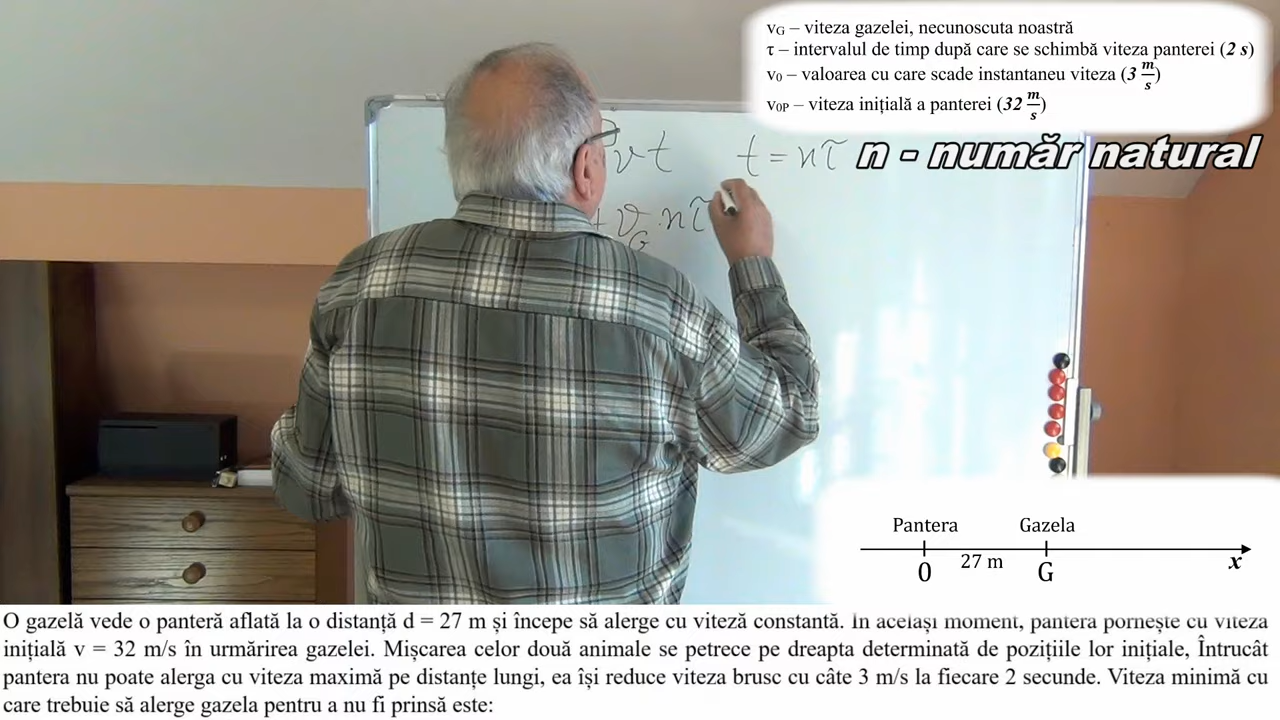 vG – viteza gazelei, necunoscuta noastră
τ – intervalul de timp după care se schimbă viteza panterei (2 s)
v0 – valoarea cu care scade instantaneu viteza (3 m/s)
v0P – viteza inițială a panterei (32 m/s)
vt t = nτ n - număr natural
+ vG·nτ
Pantera Gazela
27 m
0 G x
O gazelă vede o panteră aflată la o distanță d = 27 m și începe să alerge cu viteză constantă. În același moment, pantera pornește cu viteza
inițială v = 32 m/s în urmărirea gazelei. Mișcarea celor două animale se petrece pe dreapta determinată de pozițiile lor inițiale, Întrucât
pantera nu poate alerga cu viteza maximă pe distanțe lungi, ea își reduce viteza brusc cu câte 3 m/s la fiecare 2 secunde. Viteza minimă cu
care trebuie să alerge gazela pentru a nu fi prinsă este: